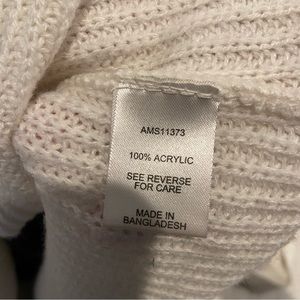 AMS11373
100% ACRYLIC
SEE REVERSE
FOR CARE
MADE IN
BANGLADESH